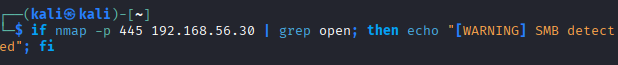 ┌──(kali㉿kali)-[~]
└─$ if nmap -p 445 192.168.56.30 | grep open; then echo "[WARNING] SMB detect
ed"; fi